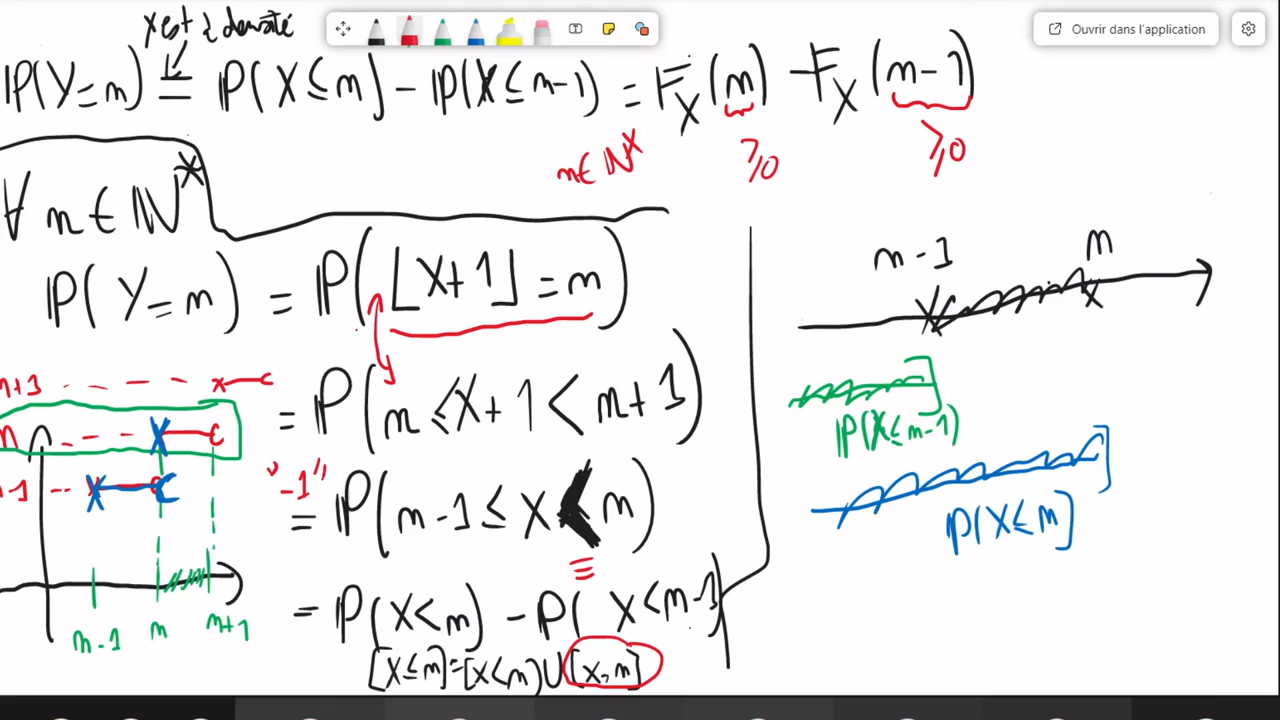 X est à densité
Ouvrir dans l'application
P(Y=n) = P(X≤n] - P(X≤n-1) = F_X(n) - F_X(n-1)
n∈ℕ* ≥0 ≥0
∀ n∈ℕ*
P(Y=n) = P(⌊X+1⌋=n)
= P(n≤X+1<n+1)
"-1"
= P(n-1≤X<n)
= P(X<n) - P(X<n-1)
[X≤n]=[X<n)∪[X=n]
n+1
n
n-1
n-1 n n+1
n-1 n
P(X≤n-1)
P(X≤n]